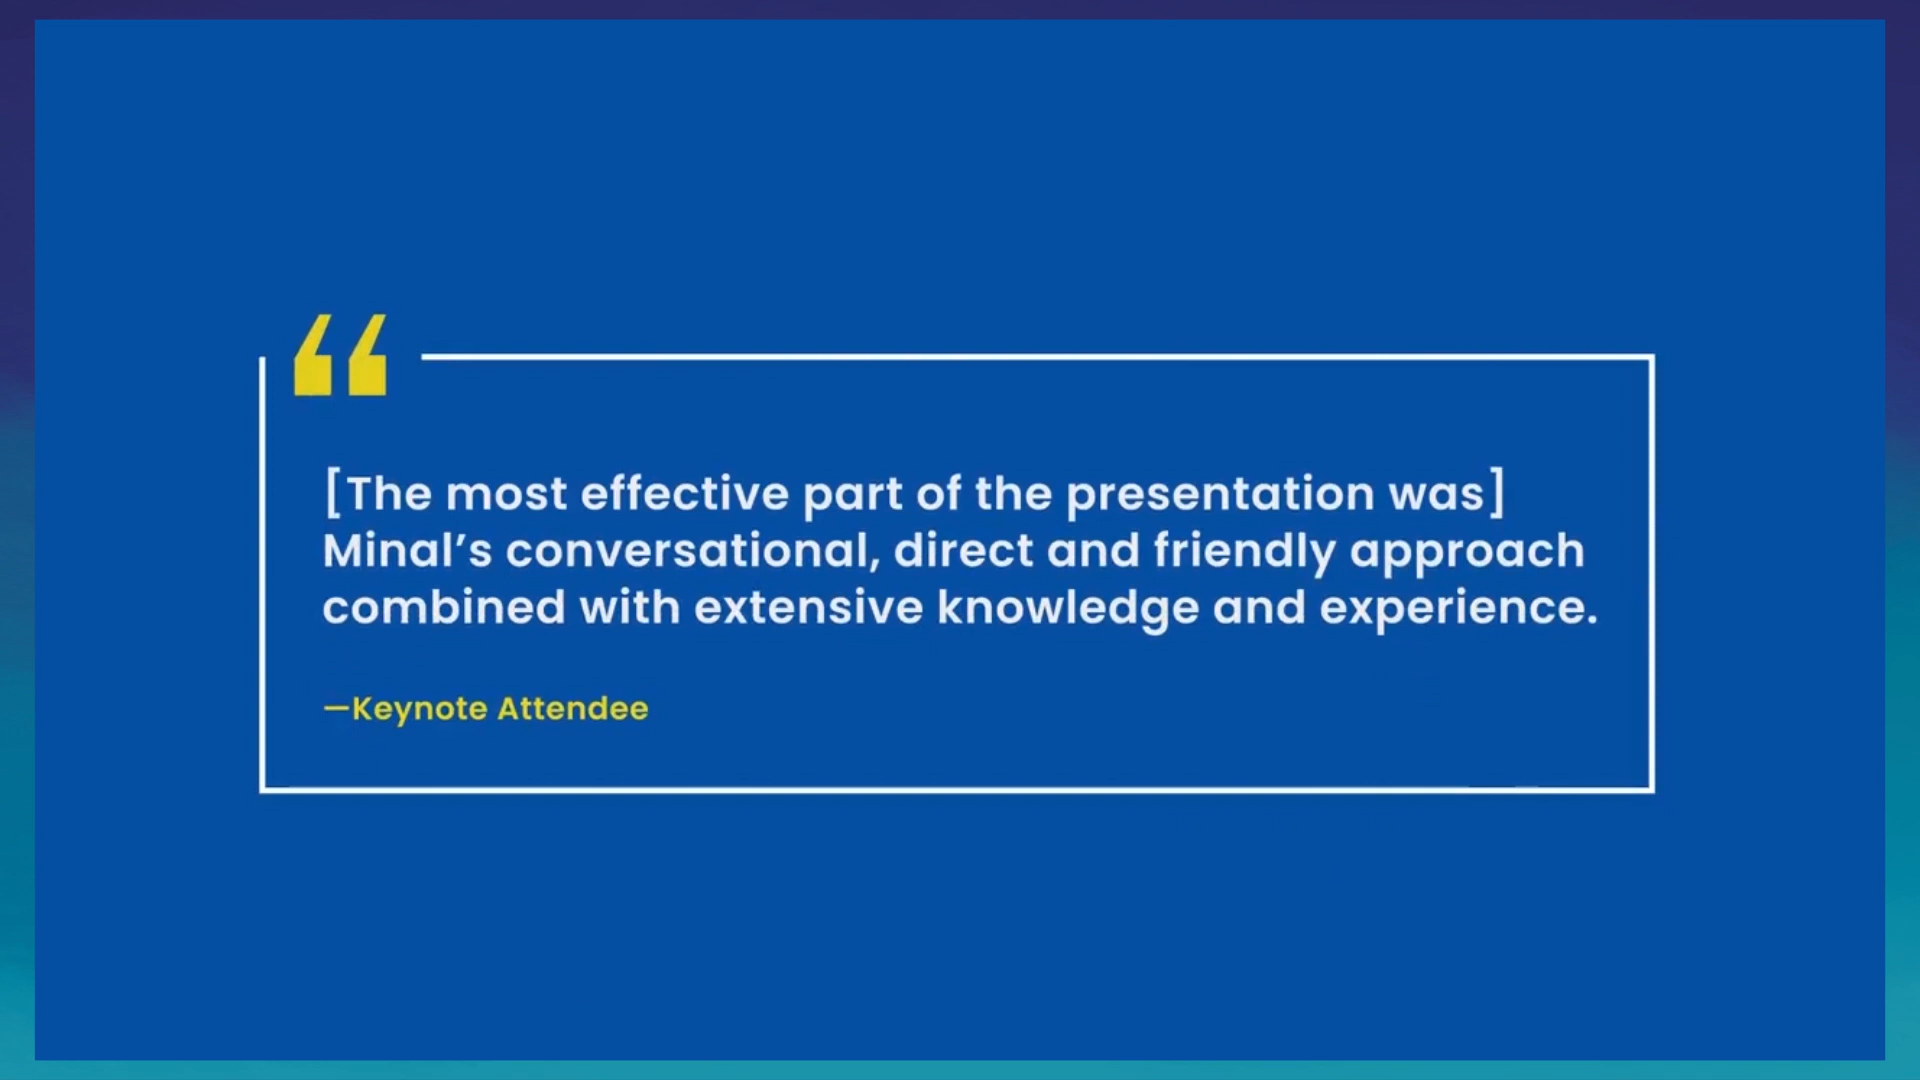 “
[The most effective part of the presentation was]
Minal’s conversational, direct and friendly approach
combined with extensive knowledge and experience.
—Keynote Attendee